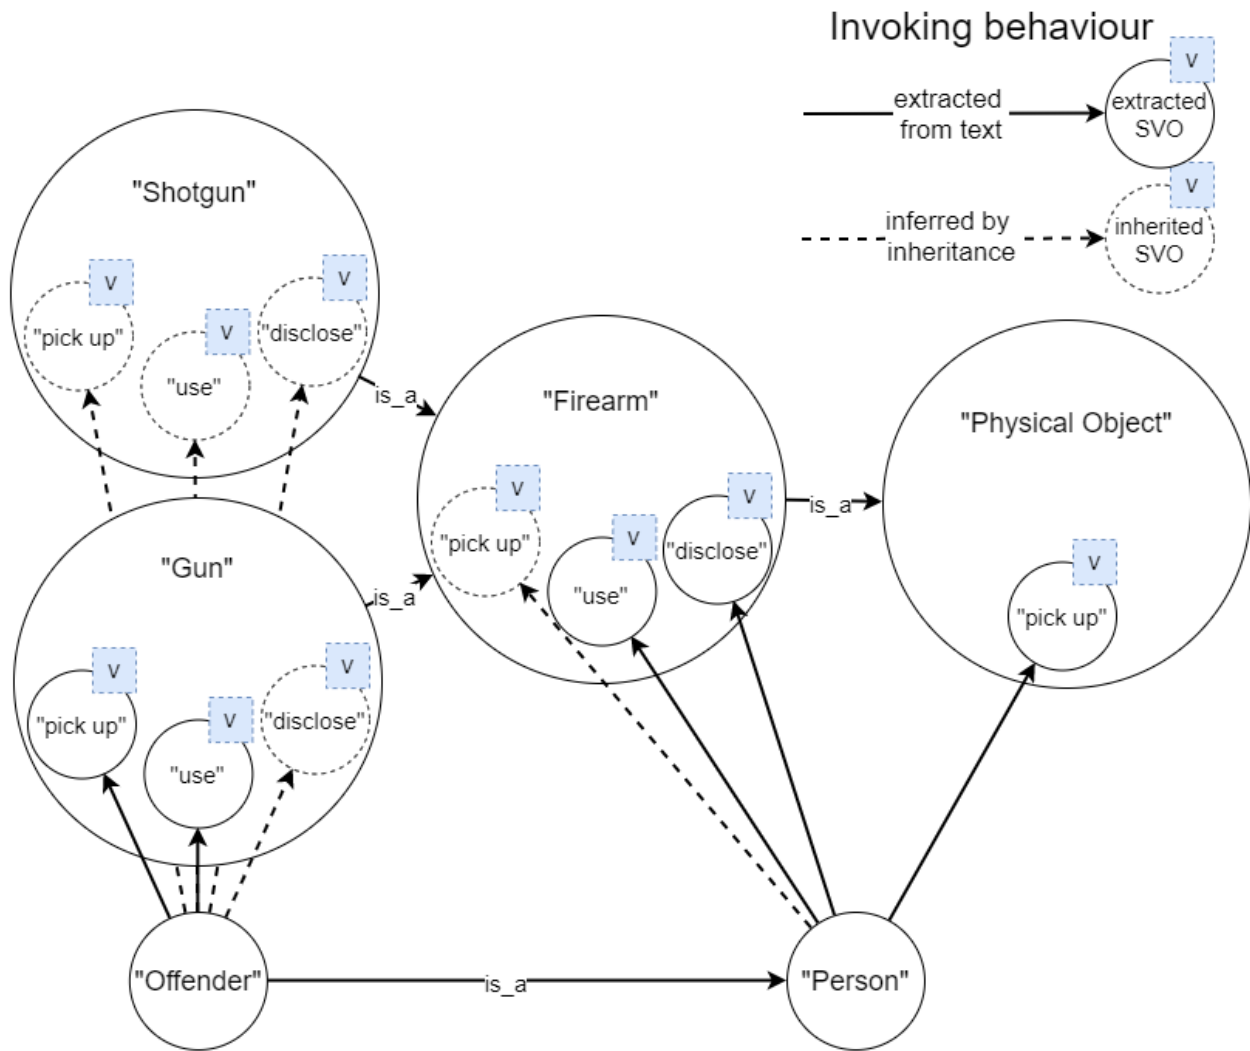 Invoking behaviour
V
extracted
from text
extracted
SVO
V
inferred by
inheritance
inherited
SVO
"Shotgun"
V
"pick up"
V
"use"
V
"disclose"
is_a
"Firearm"
V
"pick up"
V
"use"
V
"disclose"
is_a
"Physical Object"
V
"pick up"
"Gun"
is_a
V
"pick up"
V
"use"
V
"disclose"
"Offender"
is_a
"Person"